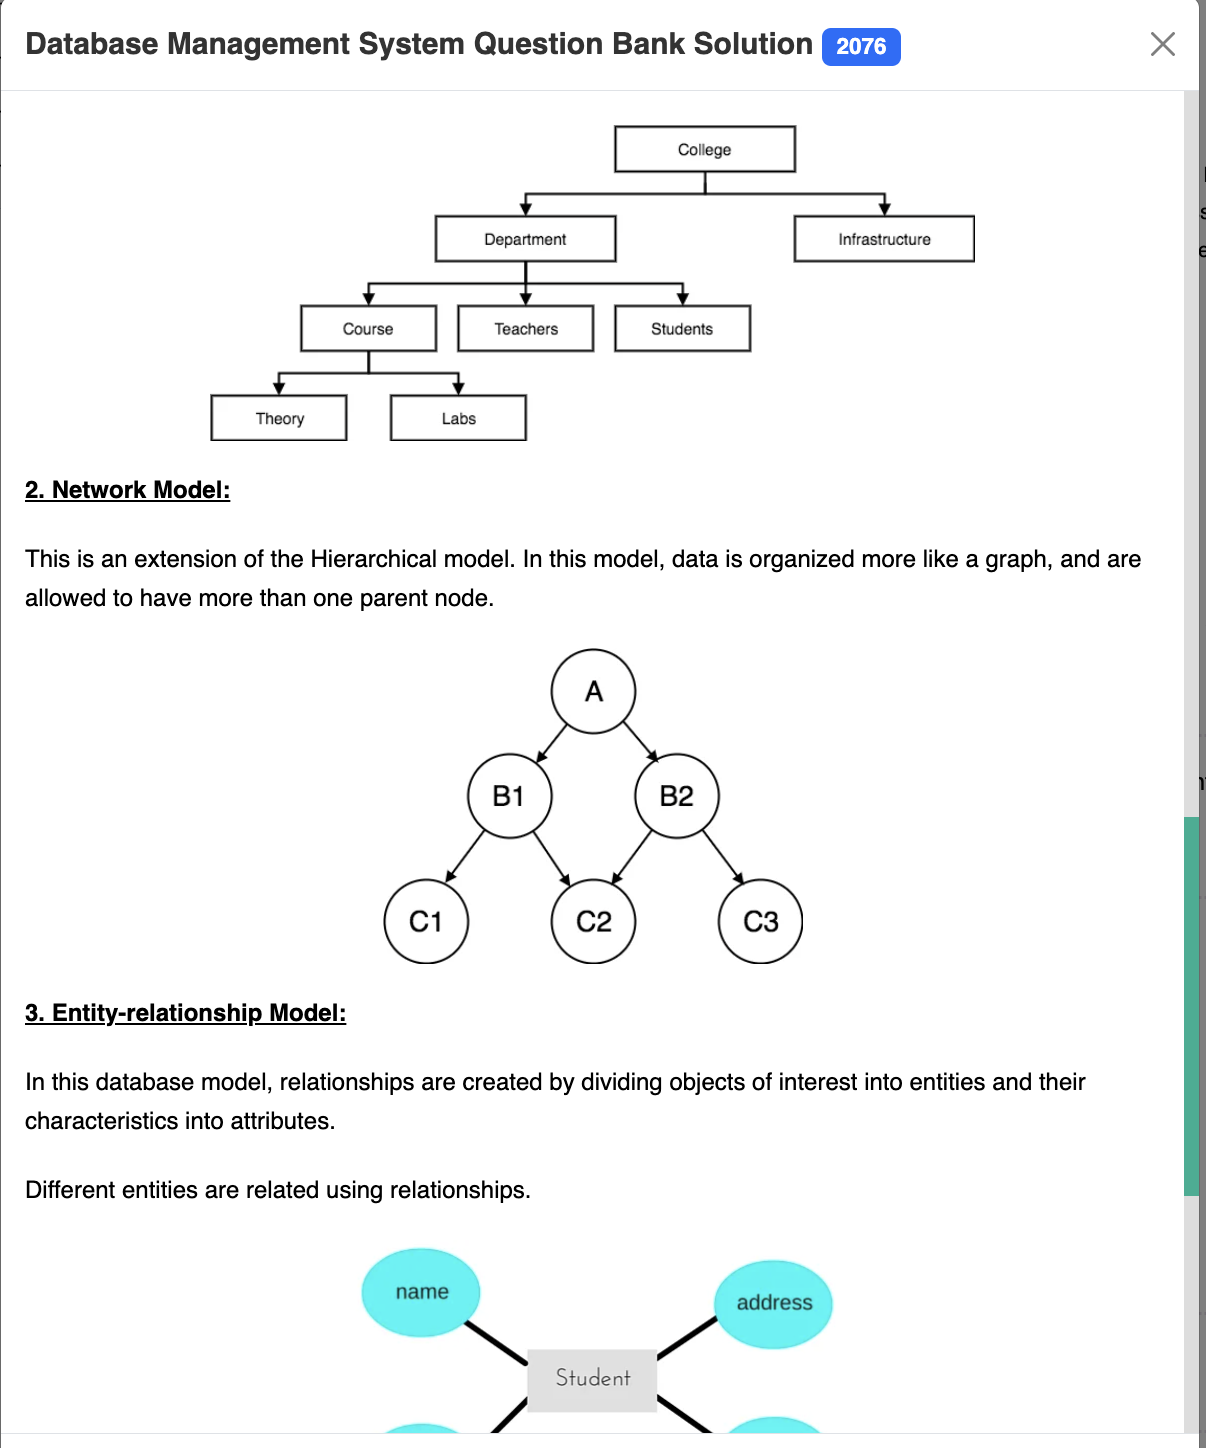 Database Management System Question Bank Solution 2076
College
Department Infrastructure
Course Teachers Students
Theory Labs
2. Network Model:
This is an extension of the Hierarchical model. In this model, data is organized more like a graph, and are
allowed to have more than one parent node.
A
B1 B2
C1 C2 C3
3. Entity-relationship Model:
In this database model, relationships are created by dividing objects of interest into entities and their
characteristics into attributes.
Different entities are related using relationships.
name address
Student